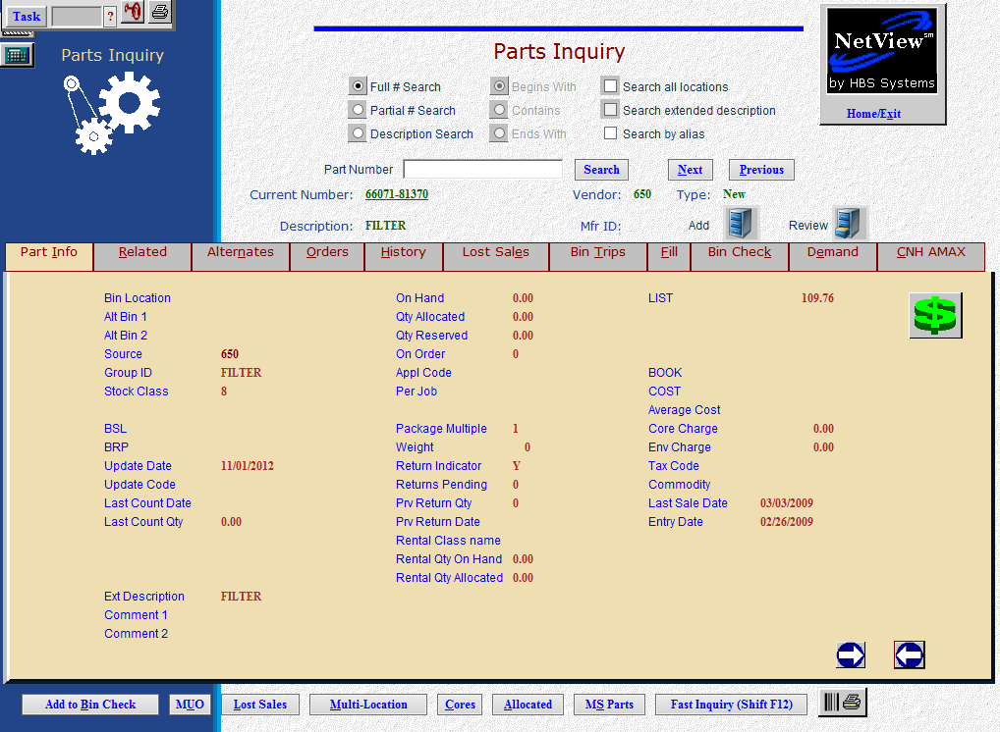 Task ?
Parts Inquiry
Parts Inquiry
NetView℠
by HBS Systems
Home/Exit
Full # Search Begins With Search all locations
Partial # Search Contains Search extended description
Description Search Ends With Search by alias
Part Number Search Next Previous
Current Number: 66071-81370 Vendor: 650 Type: New
Description: FILTER Mfr ID: Add Review
Part Info Related Alternates Orders History Lost Sales Bin Trips Fill Bin Check Demand CNH AMAX
Bin Location On Hand 0.00 LIST 109.76
Alt Bin 1 Qty Allocated 0.00
Alt Bin 2 Qty Reserved 0.00
Source 650 On Order 0
Group ID FILTER Appl Code BOOK
Stock Class 8 Per Job COST
Average Cost
BSL Package Multiple 1 Core Charge 0.00
BRP Weight 0 Env Charge 0.00
Update Date 11/01/2012 Return Indicator Y Tax Code
Update Code Returns Pending 0 Commodity
Last Count Date Prv Return Qty 0 Last Sale Date 03/03/2009
Last Count Qty 0.00 Prv Return Date Entry Date 02/26/2009
Rental Class name
Rental Qty On Hand 0.00
Rental Qty Allocated 0.00
Ext Description FILTER
Comment 1
Comment 2
$
Add to Bin Check MUO Lost Sales Multi-Location Cores Allocated MS Parts Fast Inquiry (Shift F12)